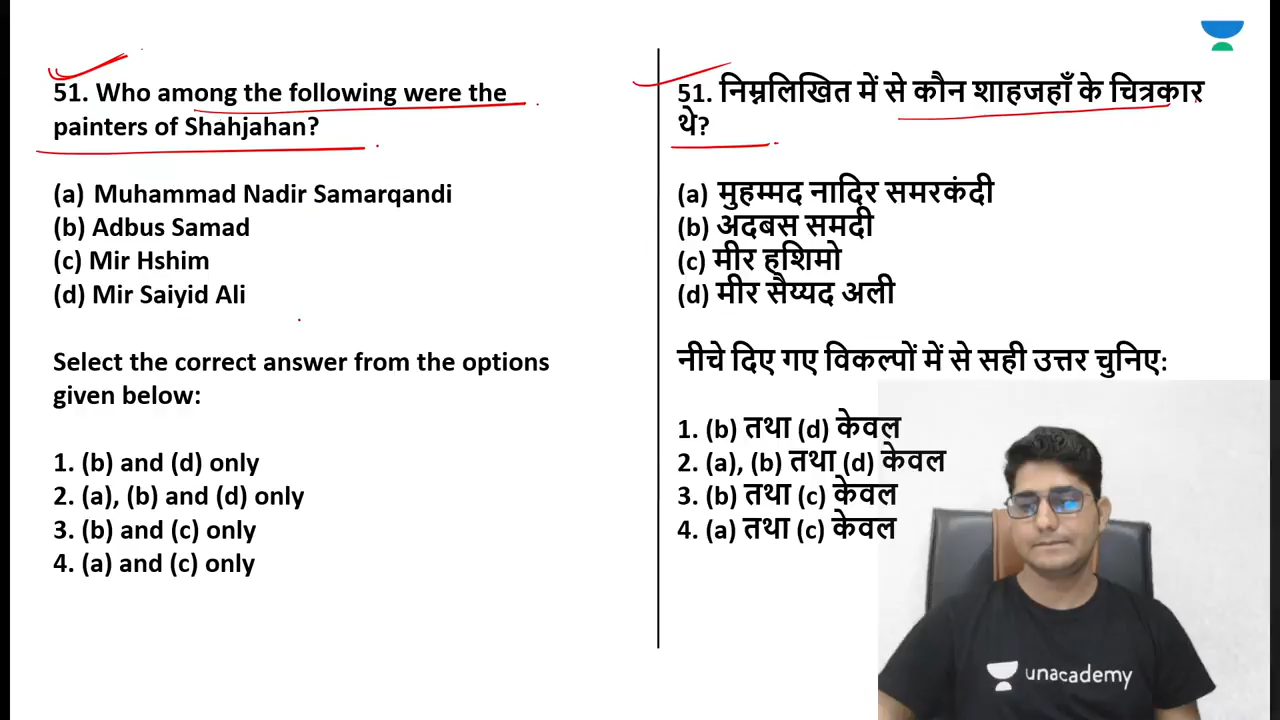 51. Who among the following were the
painters of Shahjahan?
(a) Muhammad Nadir Samarqandi
(b) Adbus Samad
(c) Mir Hshim
(d) Mir Saiyid Ali
Select the correct answer from the options
given below:
1. (b) and (d) only
2. (a), (b) and (d) only
3. (b) and (c) only
4. (a) and (c) only
51. निम्नलिखित में से कौन शाहजहाँ के चित्रकार
थे?
(a) मुहम्मद नादिर समरकंदी
(b) अदबस समदी
(c) मीर हशिमो
(d) मीर सैय्यद अली
नीचे दिए गए विकल्पों में से सही उत्तर चुनिए:
1. (b) तथा (d) केवल
2. (a), (b) तथा (d) केवल
3. (b) तथा (c) केवल
4. (a) तथा (c) केवल
unacademy